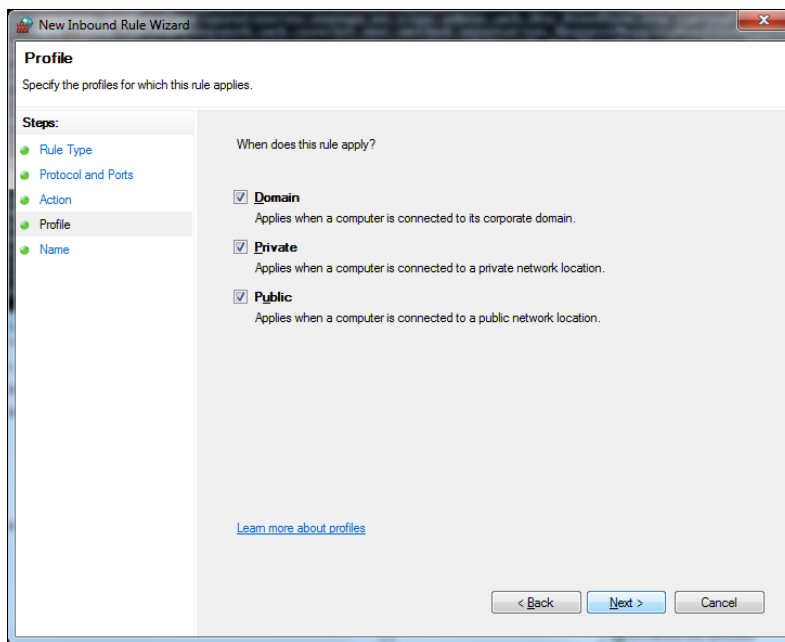 New Inbound Rule Wizard
Profile
Specify the profiles for which this rule applies.
Steps:
Rule Type
Protocol and Ports
Action
Profile
Name
When does this rule apply?
Domain
Applies when a computer is connected to its corporate domain.
Private
Applies when a computer is connected to a private network location.
Public
Applies when a computer is connected to a public network location.
Learn more about profiles
< Back
Next >
Cancel